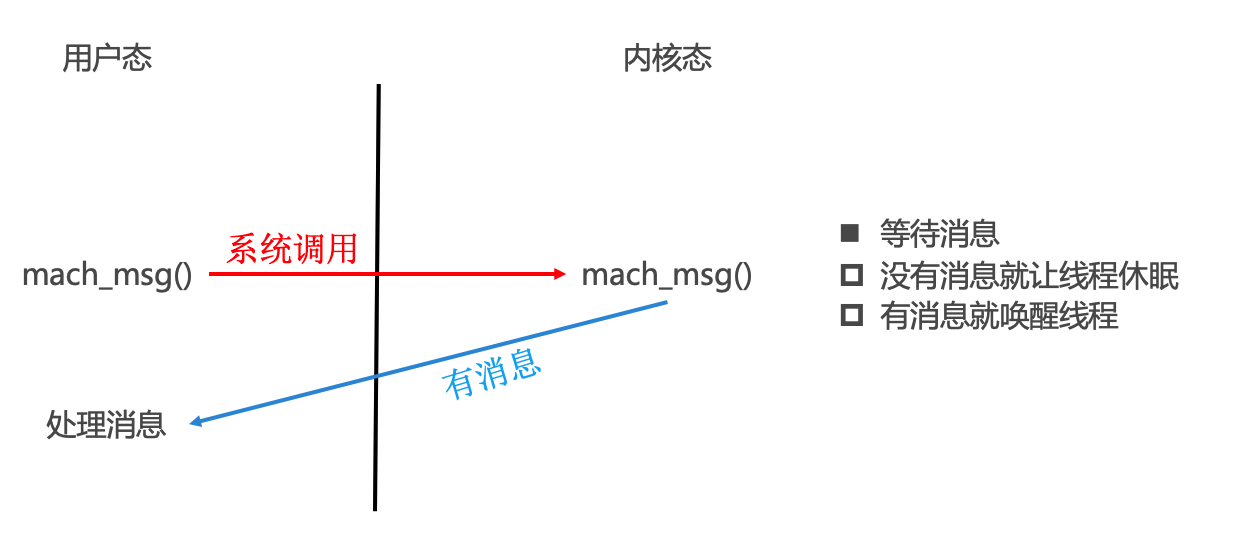 用户态
内核态
系统调用
mach_msg()
mach_msg()
等待消息
没有消息就让线程休眠
有消息就唤醒线程
有消息
处理消息